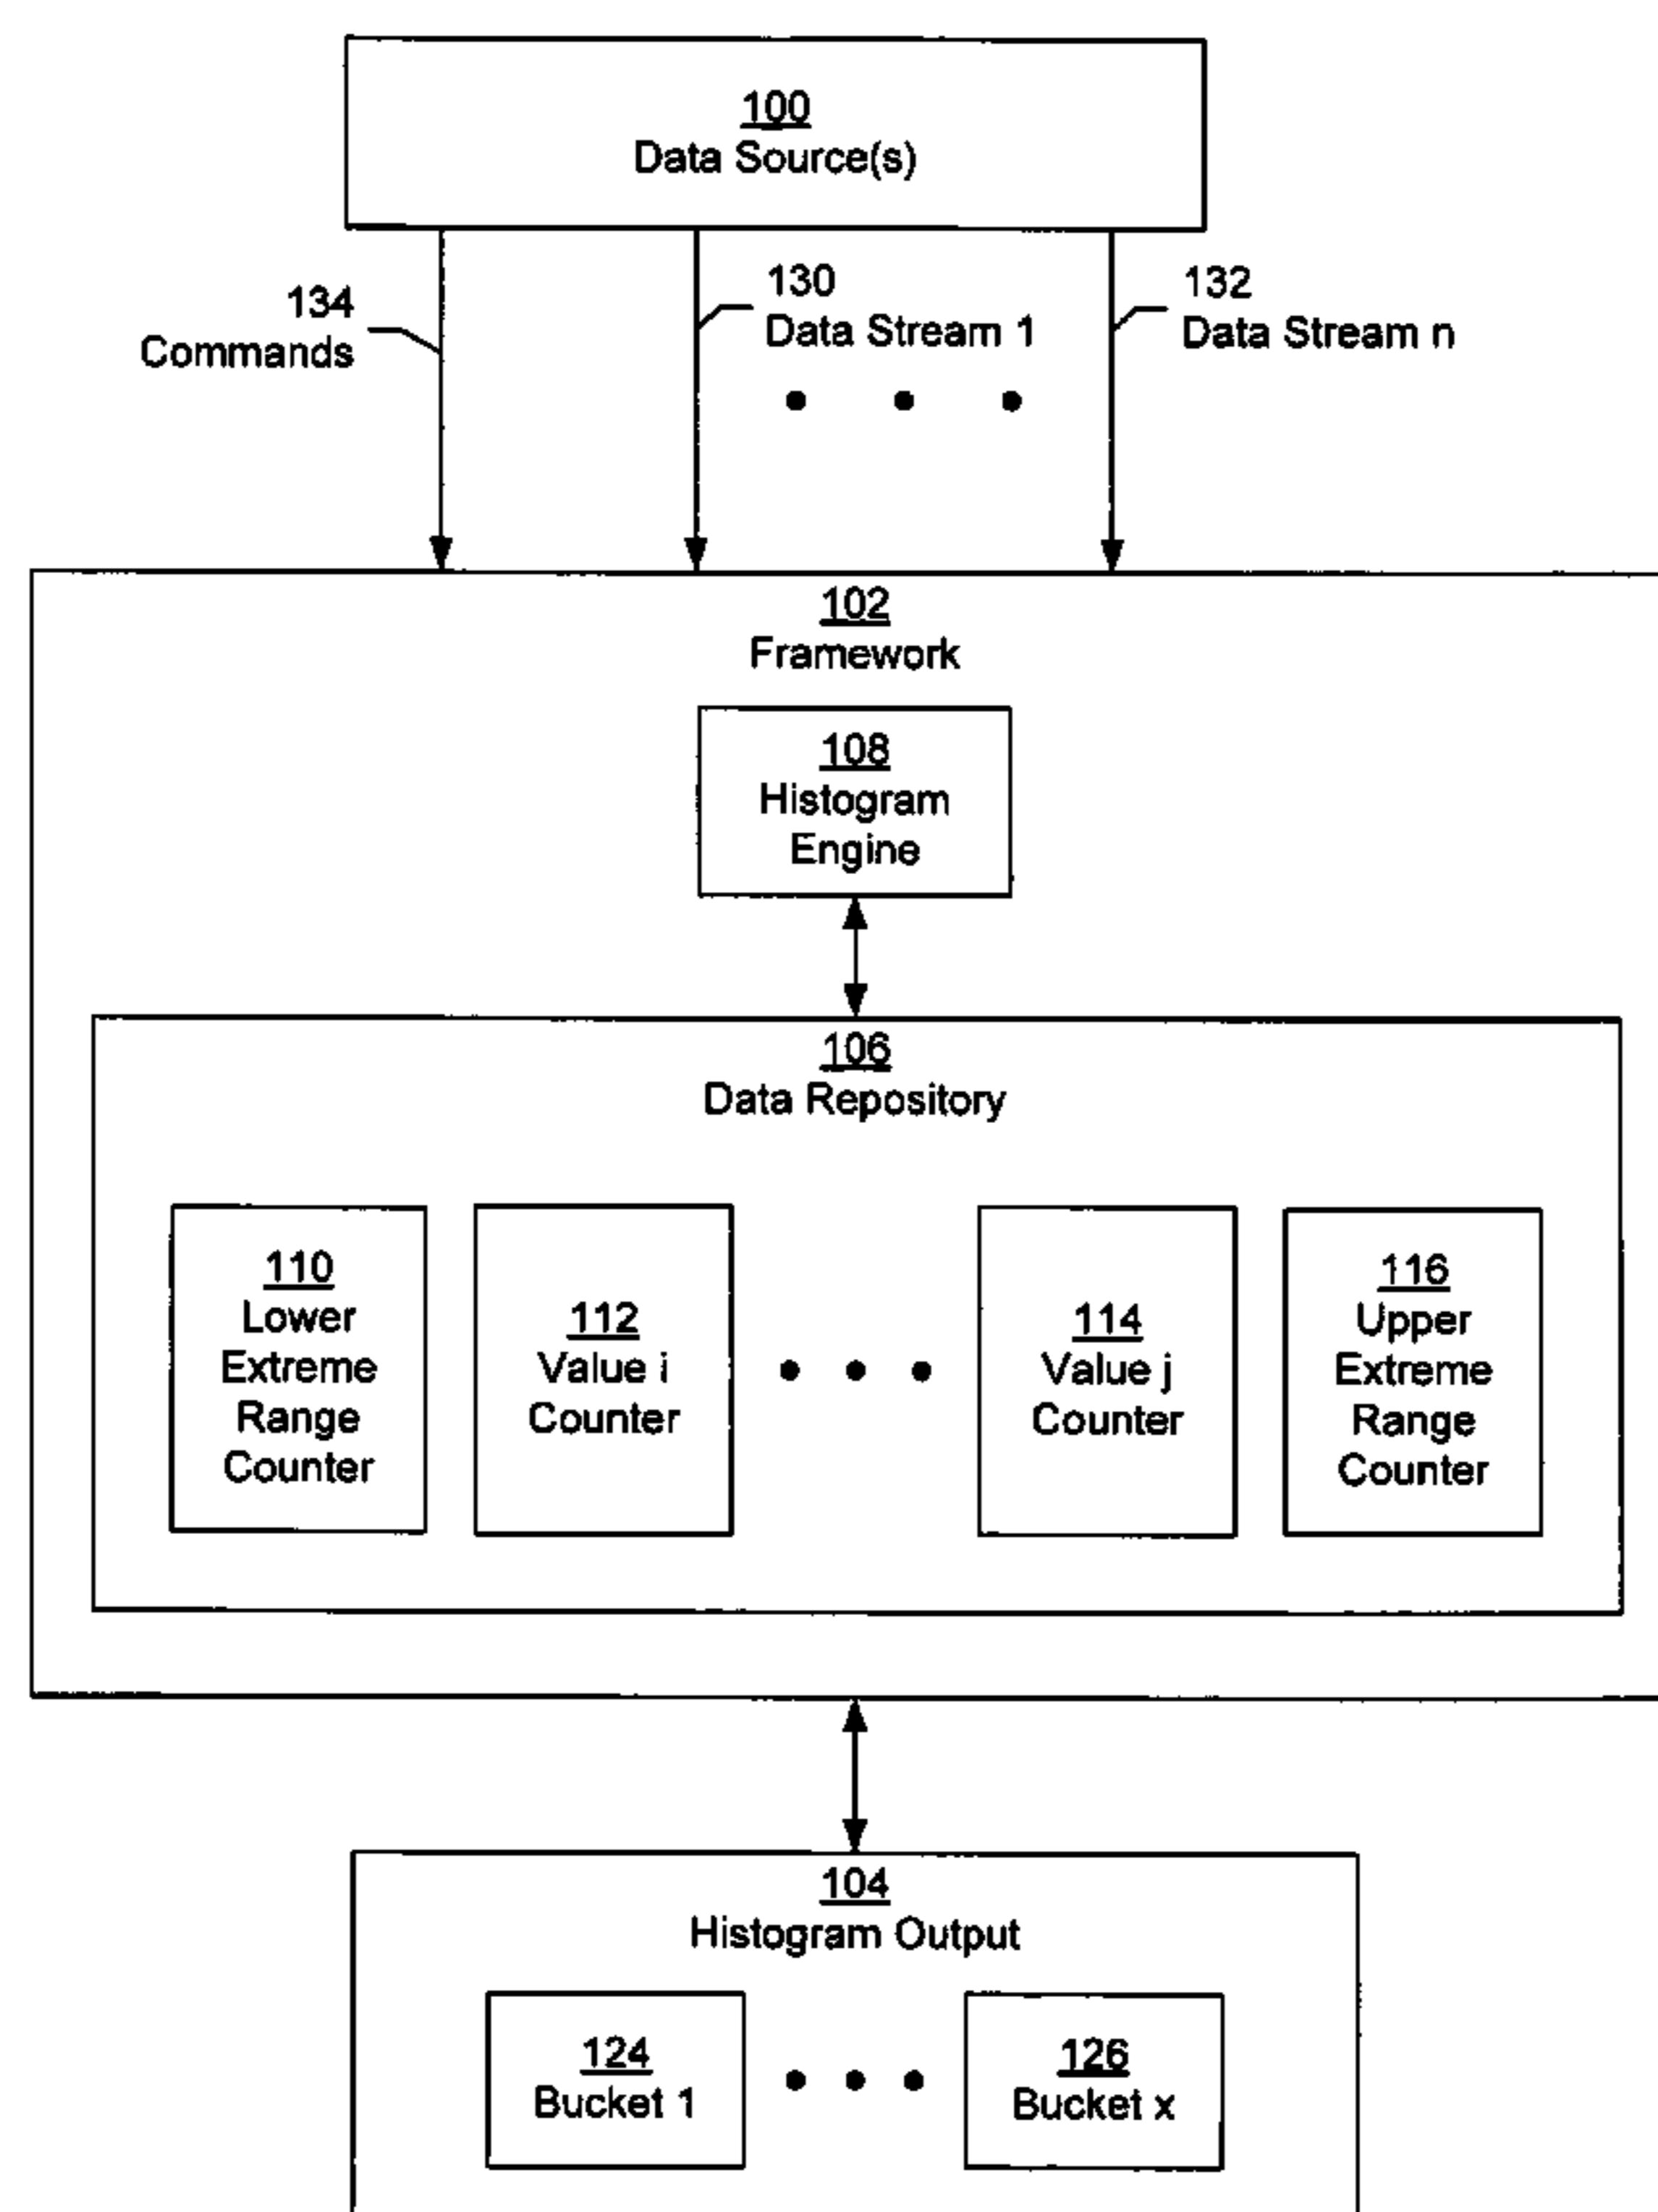 100
Data Source(s)
134
Commands
130
Data Stream 1
132
Data Stream n
102
Framework
108
Histogram
Engine
106
Data Repository
110
Lower
Extreme
Range
Counter
112
Value i
Counter
114
Value j
Counter
116
Upper
Extreme
Range
Counter
104
Histogram Output
124
Bucket 1
126
Bucket x